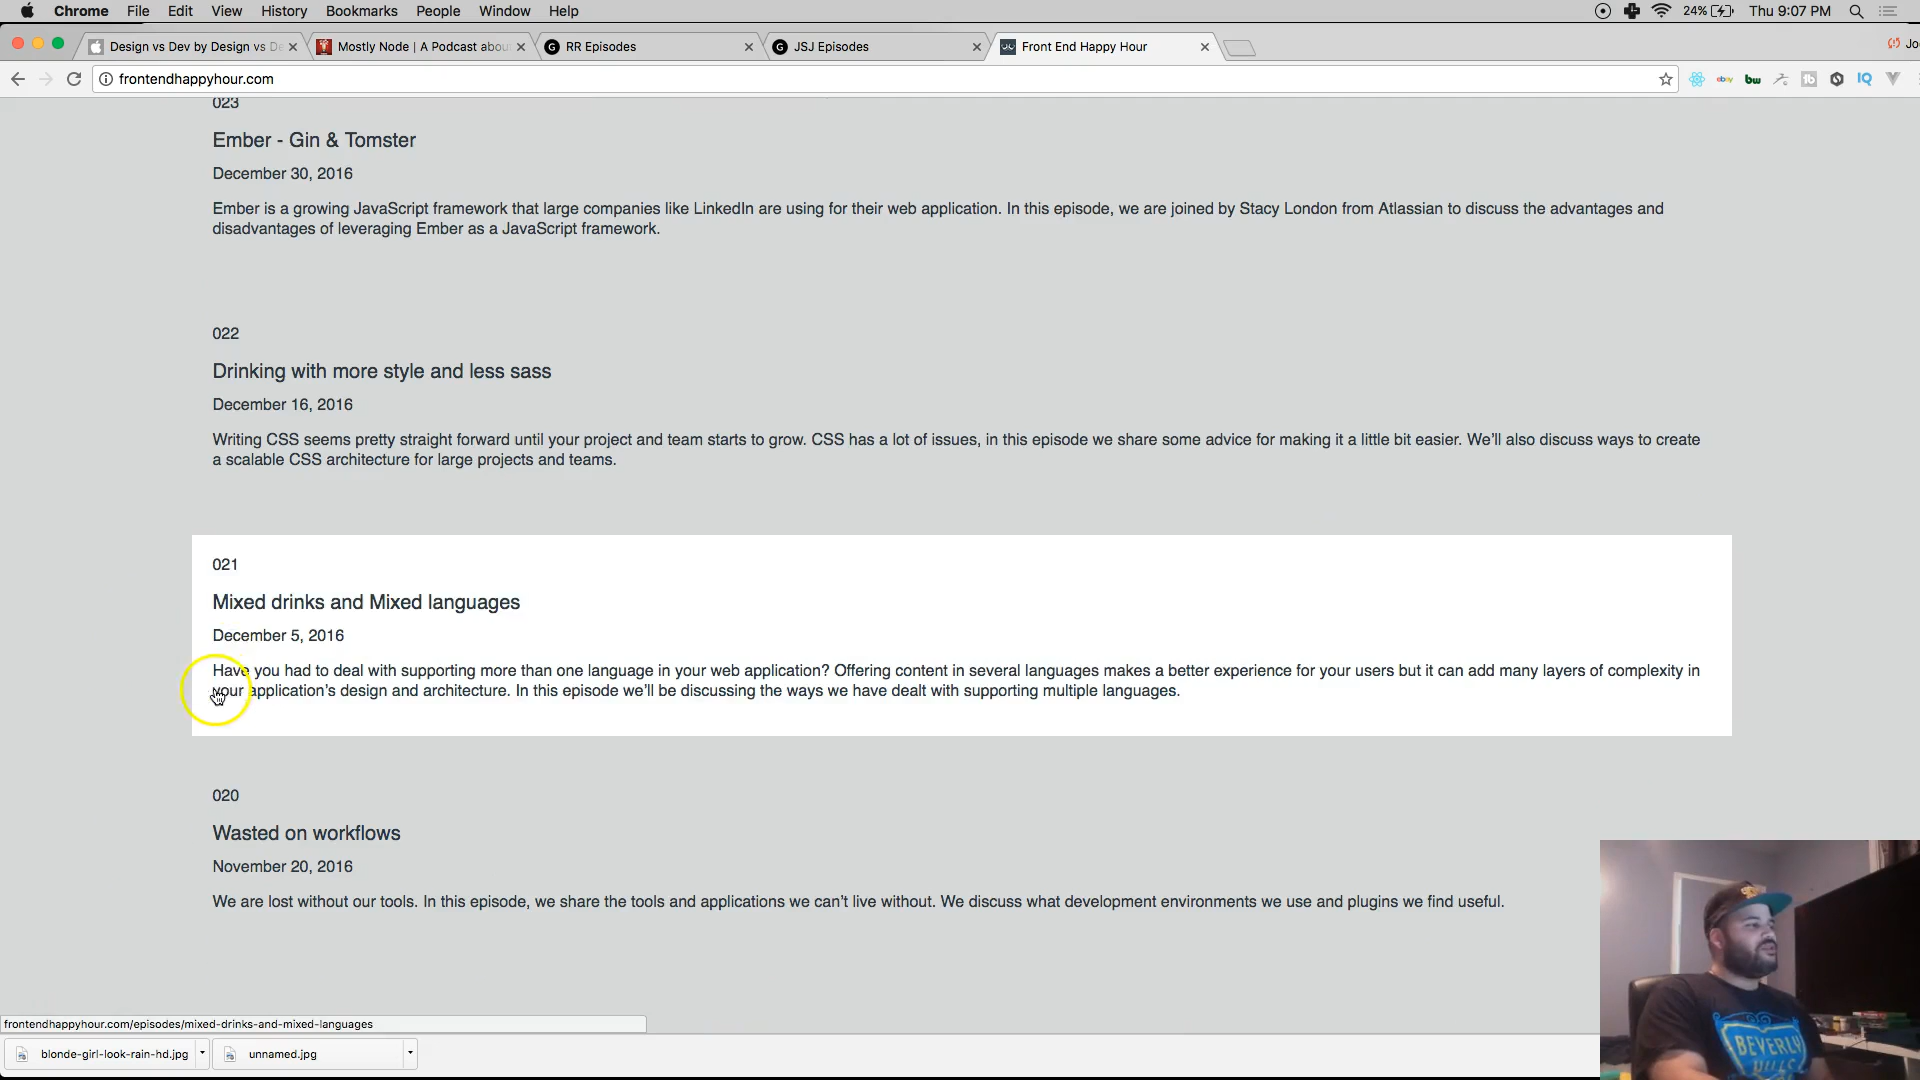 Chrome File Edit View History Bookmarks People Window Help 24% Thu 9:07 PM
Design vs Dev by Design vs De
Mostly Node | A Podcast abou
RR Episodes
JSJ Episodes
Front End Happy Hour
Jo
frontendhappyhour.com
ebay bw fb IQ
023
Ember - Gin & Tomster
December 30, 2016
Ember is a growing JavaScript framework that large companies like LinkedIn are using for their web application. In this episode, we are joined by Stacy London from Atlassian to discuss the advantages and
disadvantages of leveraging Ember as a JavaScript framework.
022
Drinking with more style and less sass
December 16, 2016
Writing CSS seems pretty straight forward until your project and team starts to grow. CSS has a lot of issues, in this episode we share some advice for making it a little bit easier. We'll also discuss ways to create
a scalable CSS architecture for large projects and teams.
021
Mixed drinks and Mixed languages
December 5, 2016
Have you had to deal with supporting more than one language in your web application? Offering content in several languages makes a better experience for your users but it can add many layers of complexity in
your application's design and architecture. In this episode we'll be discussing the ways we have dealt with supporting multiple languages.
020
Wasted on workflows
November 20, 2016
We are lost without our tools. In this episode, we share the tools and applications we can't live without. We discuss what development environments we use and plugins we find useful.
frontendhappyhour.com/episodes/mixed-drinks-and-mixed-languages
blonde-girl-look-rain-hd.jpg
unnamed.jpg
BEVERLY
HILLS